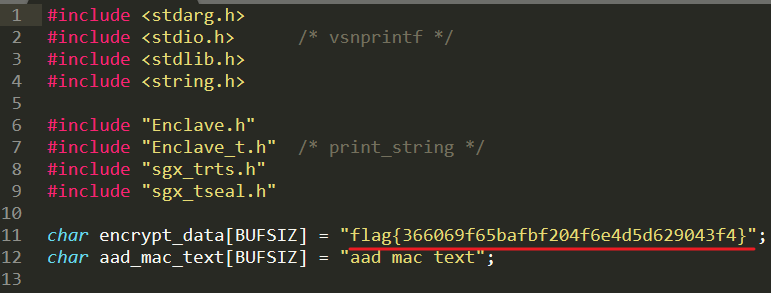 1 #include <stdarg.h>
2 #include <stdio.h> /* vsnprintf */
3 #include <stdlib.h>
4 #include <string.h>
5
6 #include "Enclave.h"
7 #include "Enclave_t.h" /* print_string */
8 #include "sgx_trts.h"
9 #include "sgx_tseal.h"
10
11 char encrypt_data[BUFSIZ] = "flag{366069f65bafbf204f6e4d5d629043f4}";
12 char aad_mac_text[BUFSIZ] = "aad mac text";
13